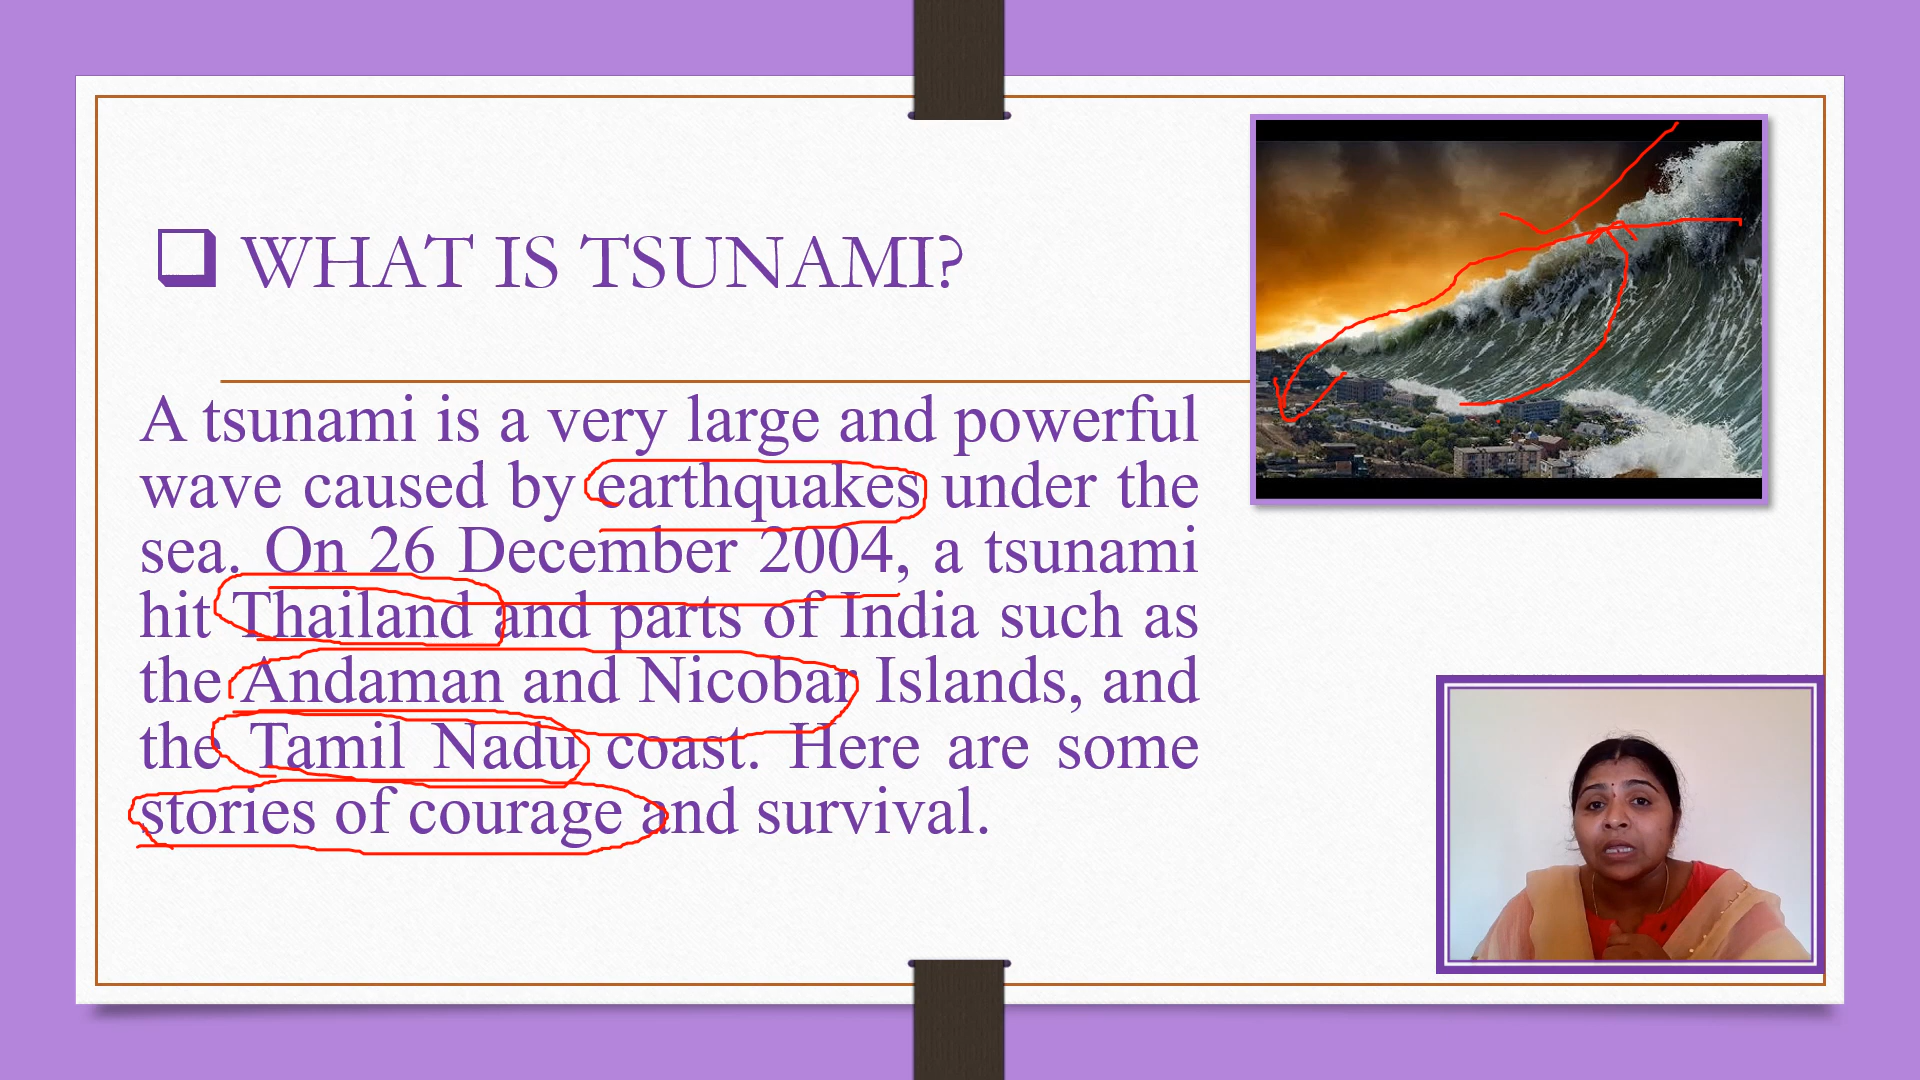 WHAT IS TSUNAMI?
A tsunami is a very large and powerful
wave caused by earthquakes under the
sea. On 26 December 2004, a tsunami
hit Thailand and parts of India such as
the Andaman and Nicobar Islands, and
the Tamil Nadu coast. Here are some
stories of courage and survival.